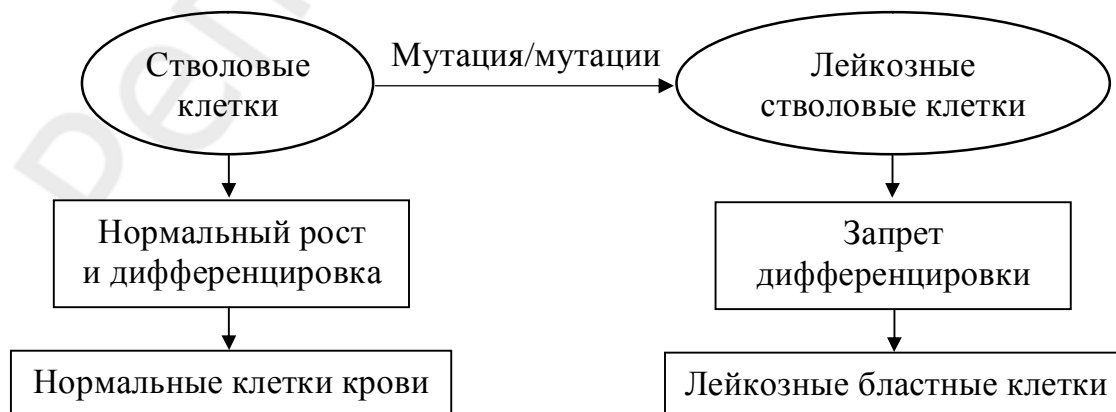 Стволовые
клетки
Мутация/мутации
Лейкозные
стволовые клетки
Нормальный рост
и дифференцировка
Запрет
дифференцировки
Нормальные клетки крови
Лейкозные бластные клетки